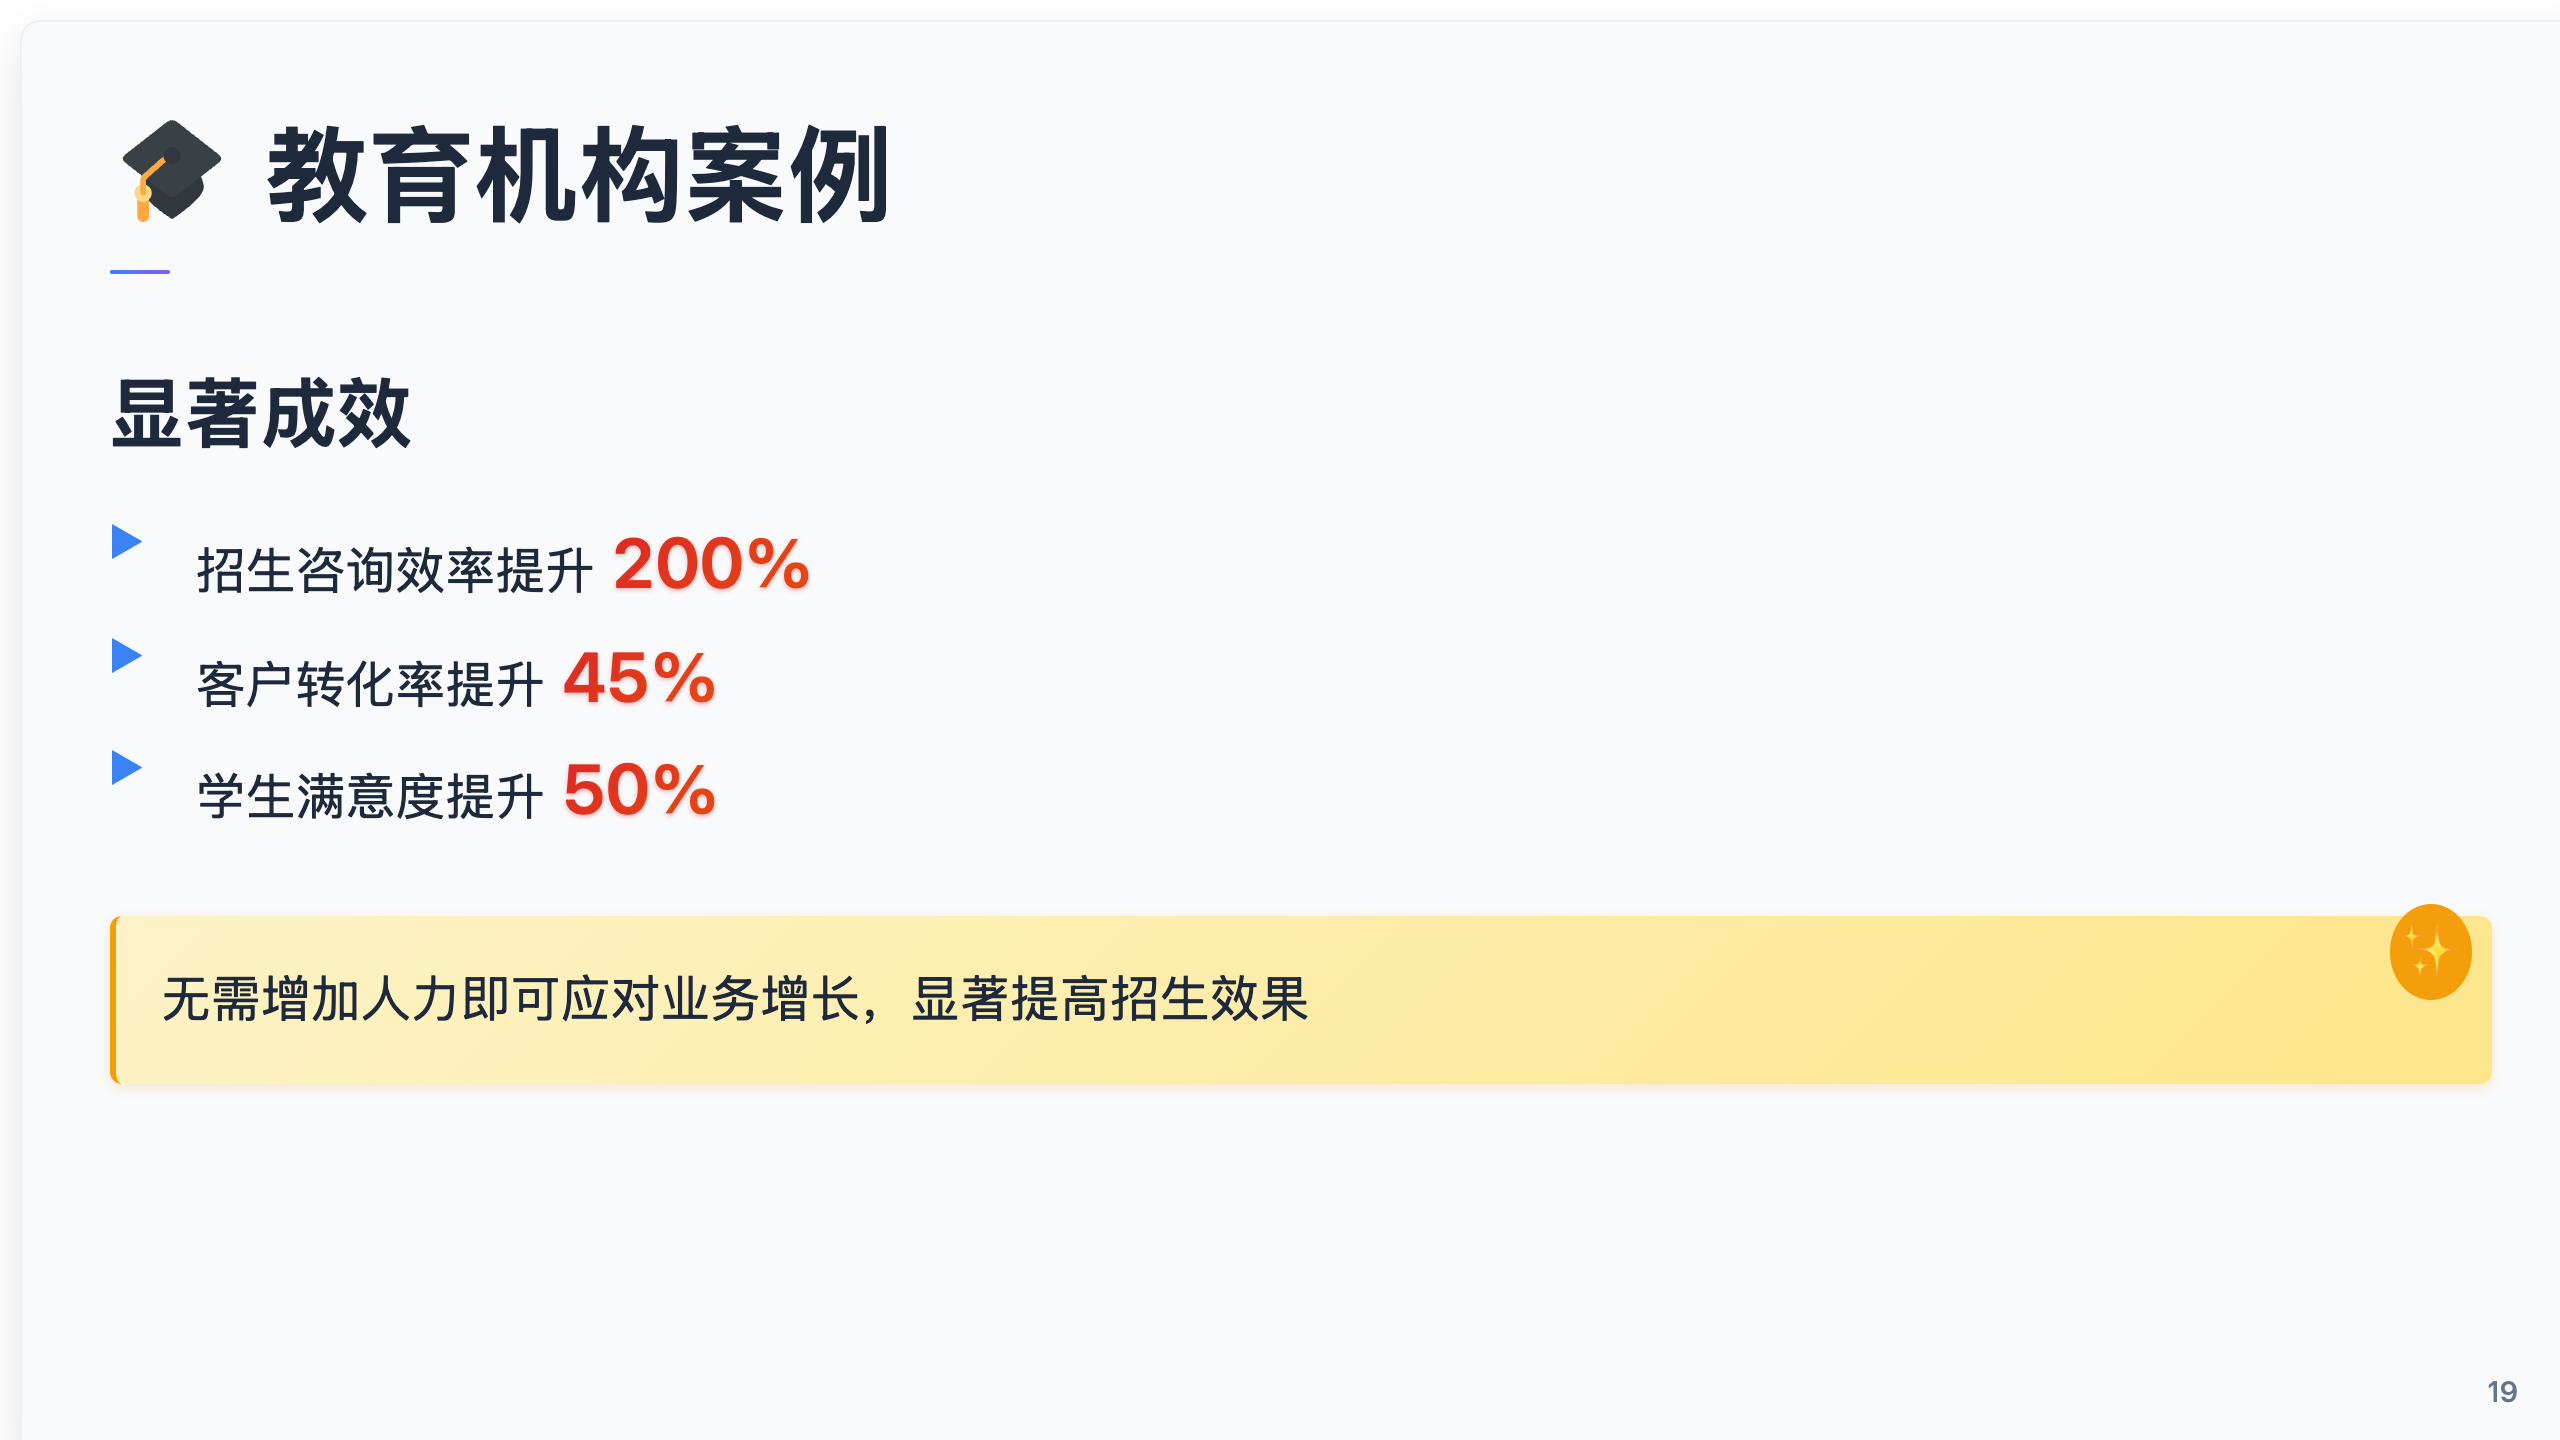 🎓 教育机构案例
显著成效
▶ 招生咨询效率提升 200%
▶ 客户转化率提升 45%
▶ 学生满意度提升 50%
✨
无需增加人力即可应对业务增长，显著提高招生效果
19